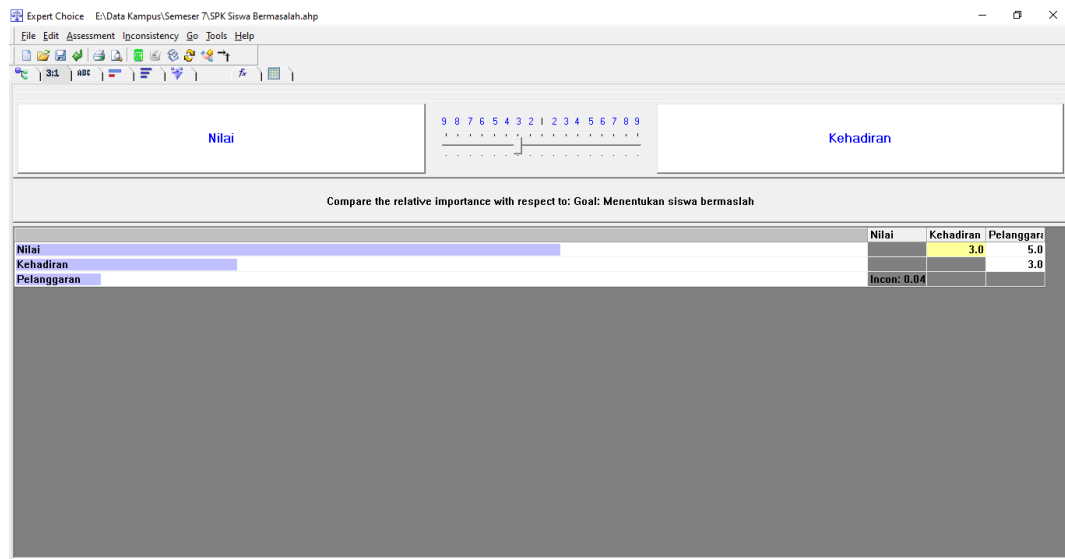 Expert Choice E:\Data Kampus\Semeser 7\SPK Siswa Bermasalah.ahp
File Edit Assessment Inconsistency Go Tools Help
3:1 ABC fx
9 8 7 6 5 4 3 2 1 2 3 4 5 6 7 8 9
Nilai Kehadiran
Compare the relative importance with respect to: Goal: Menentukan siswa bermaslah
Nilai Kehadiran Pelanggara
Nilai 3.0 5.0
Kehadiran 3.0
Pelanggaran Incon: 0.04